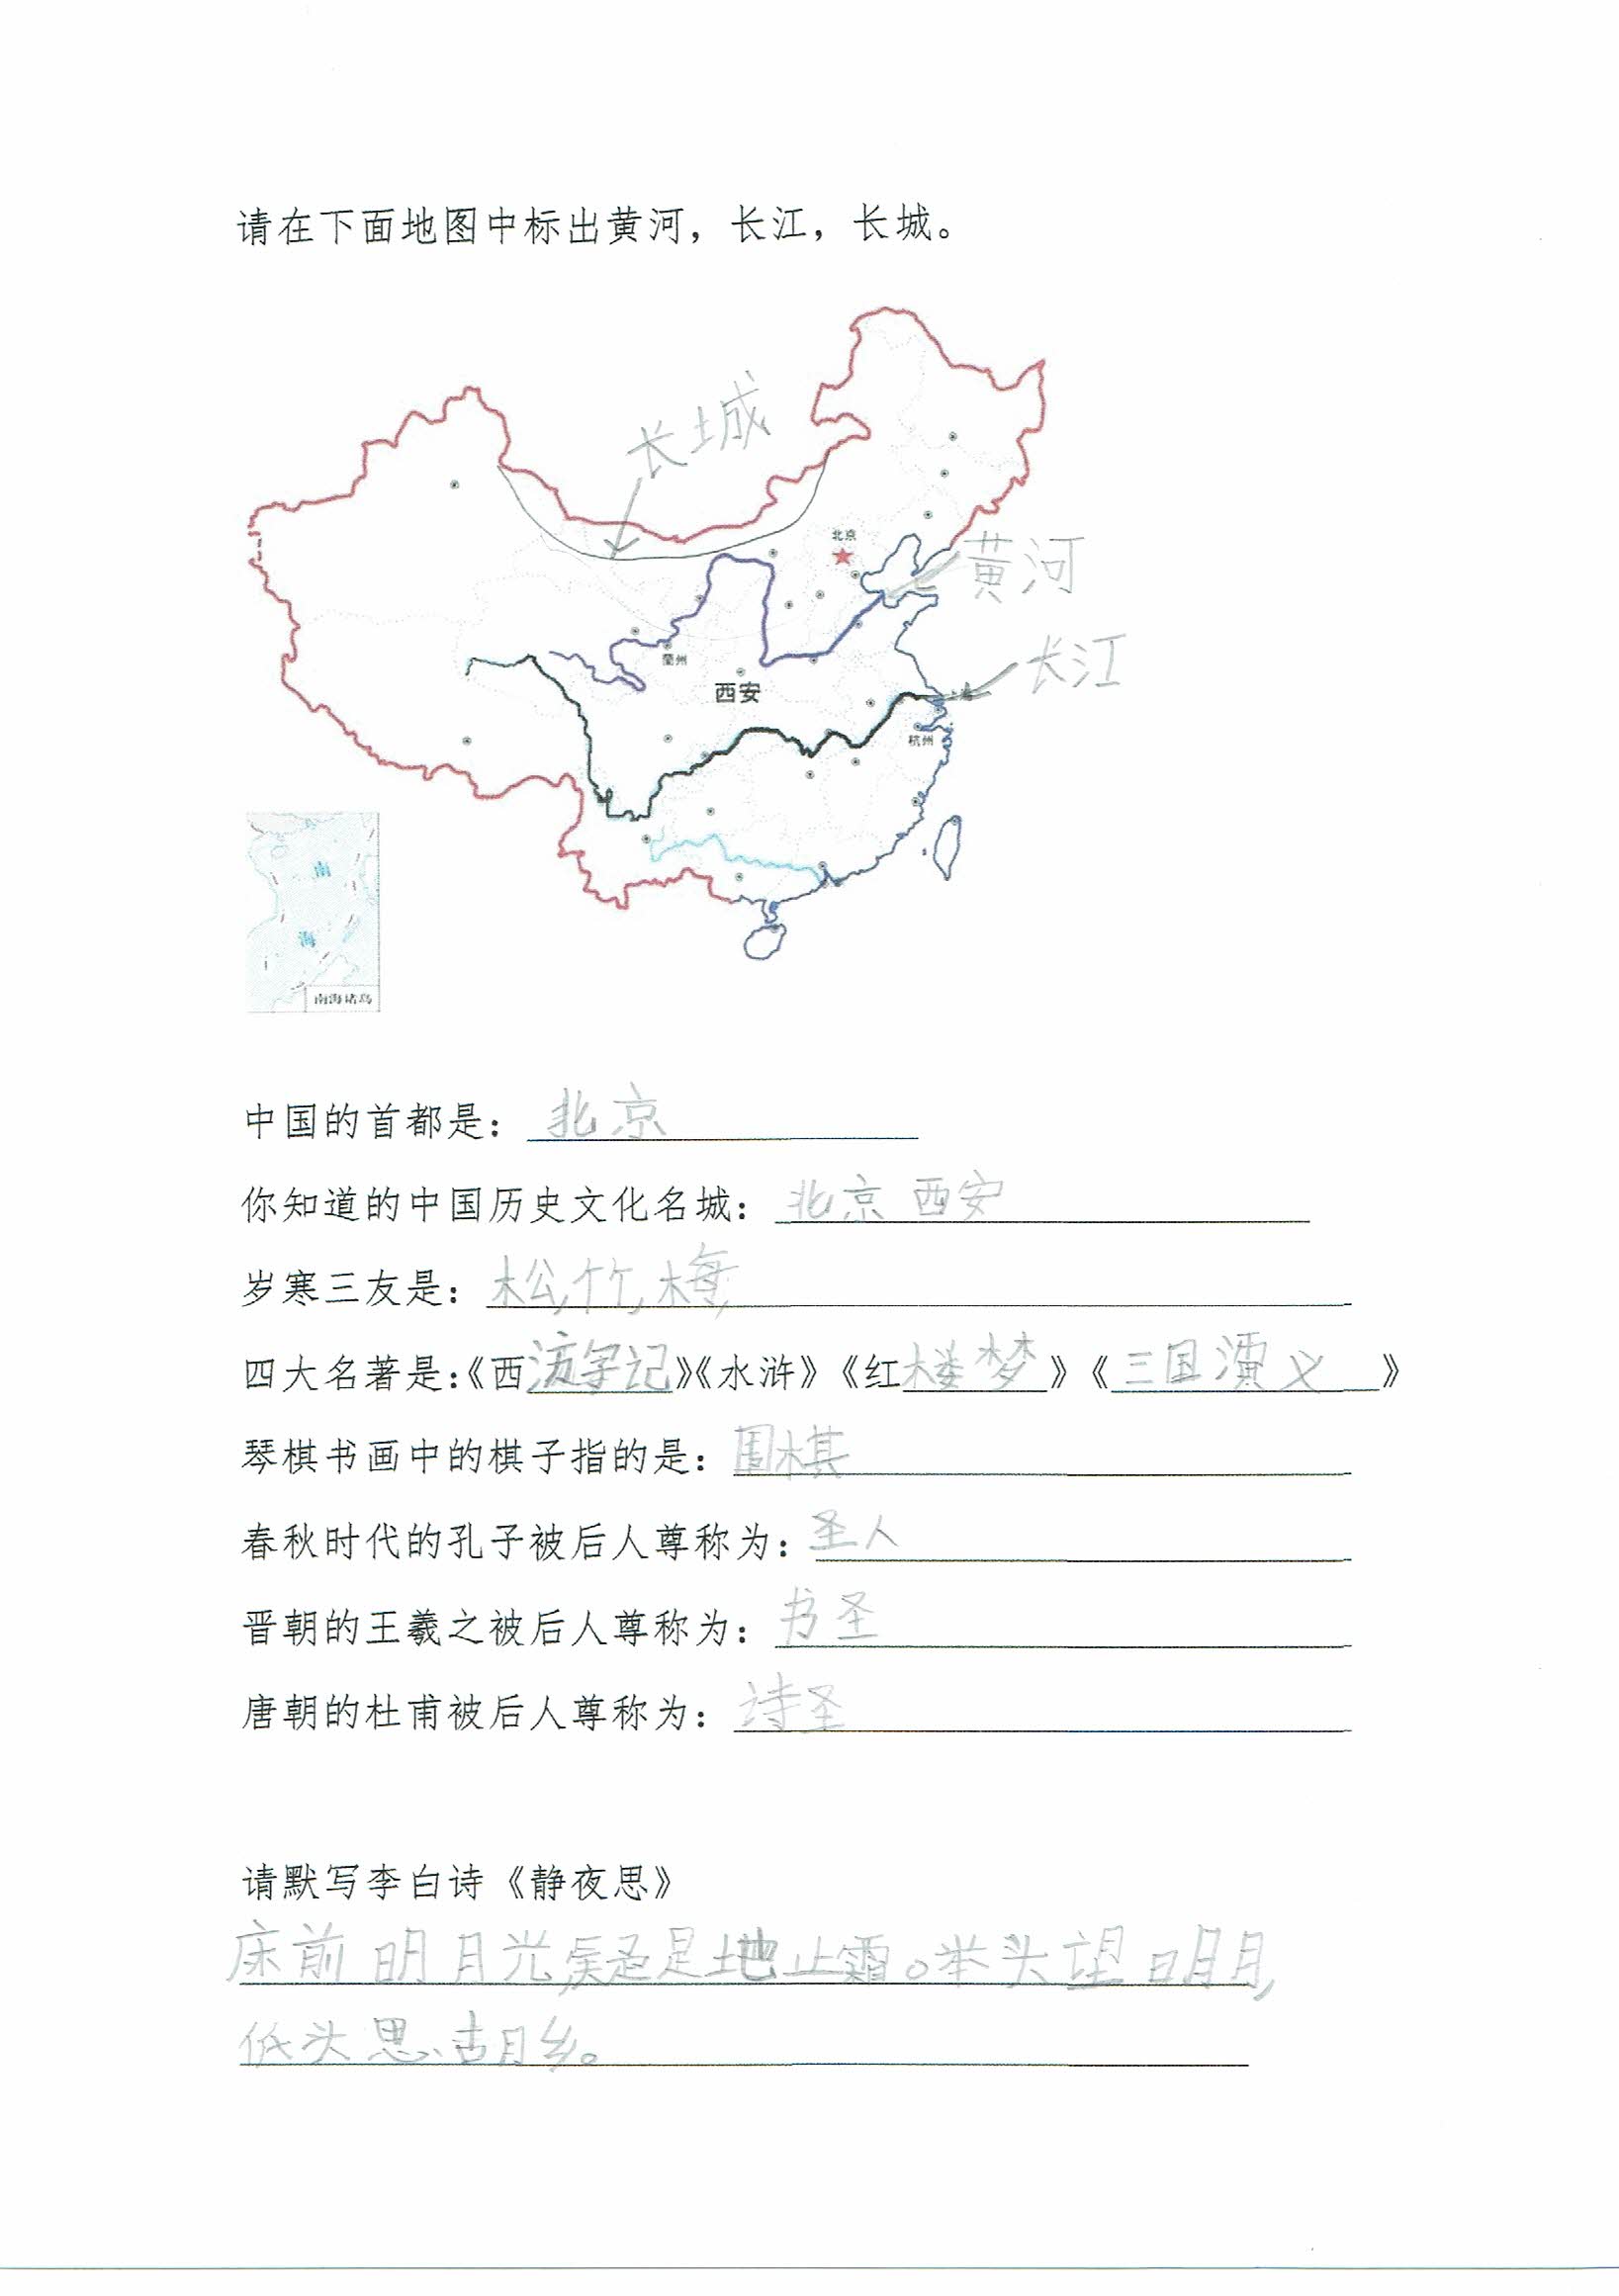 请在下面地图中标出黄河，长江，长城。
长城
北京
黄河
兰州
长江
西安
杭州
南
海
南海诸岛
中国的首都是：北京
你知道的中国历史文化名城：北京 西安
岁寒三友是：松,竹,梅
四大名著是：《西游记》《水浒》《红楼梦》《三国演义》
琴棋书画中的棋子指的是：围棋
春秋时代的孔子被后人尊称为：圣人
晋朝的王羲之被后人尊称为：书圣
唐朝的杜甫被后人尊称为：诗圣
请默写李白诗《静夜思》
床前明月光,疑是地止霜。举头望明月,
低头思故乡。